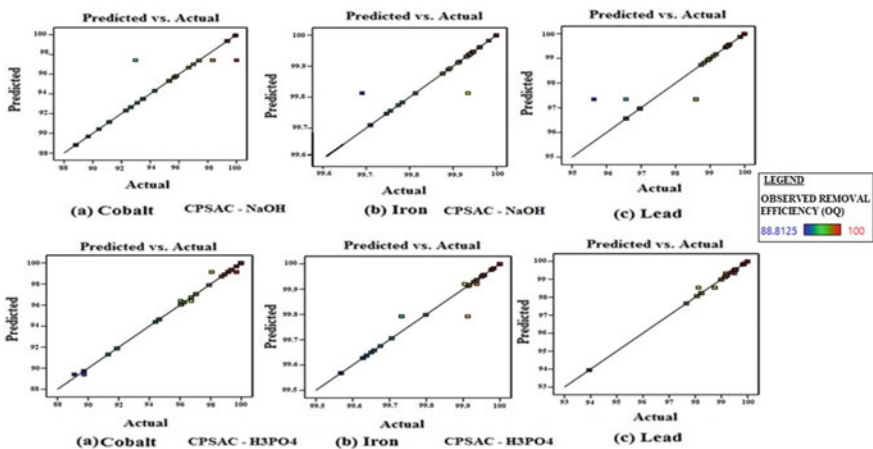 Predicted vs. Actual
Predicted
100
98
96
94
92
90
88
88 90 92 94 96 98 100
Actual
(a) Cobalt CPSAC - NaOH
Predicted vs. Actual
Predicted
100
99.9
99.8
99.7
99.6
99.6 99.7 99.8 99.9 100
Actual
(b) Iron CPSAC - NaOH
Predicted vs. Actual
Predicted
100
99
98
97
96
95
95 96 97 98 99 100
Actual
(c) Lead
LEGEND
OBSERVED REMOVAL
EFFICIENCY (OQ)
88.8125 100
Predicted vs. Actual
Predicted
100
98
96
94
92
90
88
88 90 92 94 96 98 100
Actual
(a) Cobalt CPSAC - H3PO4
Predicted vs. Actual
Predicted
100
99.9
99.8
99.7
99.6
99.5
99.5 99.6 99.7 99.8 99.9 100
Actual
(b) Iron CPSAC - H3PO4
Predicted vs. Actual
Predicted
100
99
98
97
96
95
94
93
93 94 95 96 97 98 99 100
Actual
(c) Lead